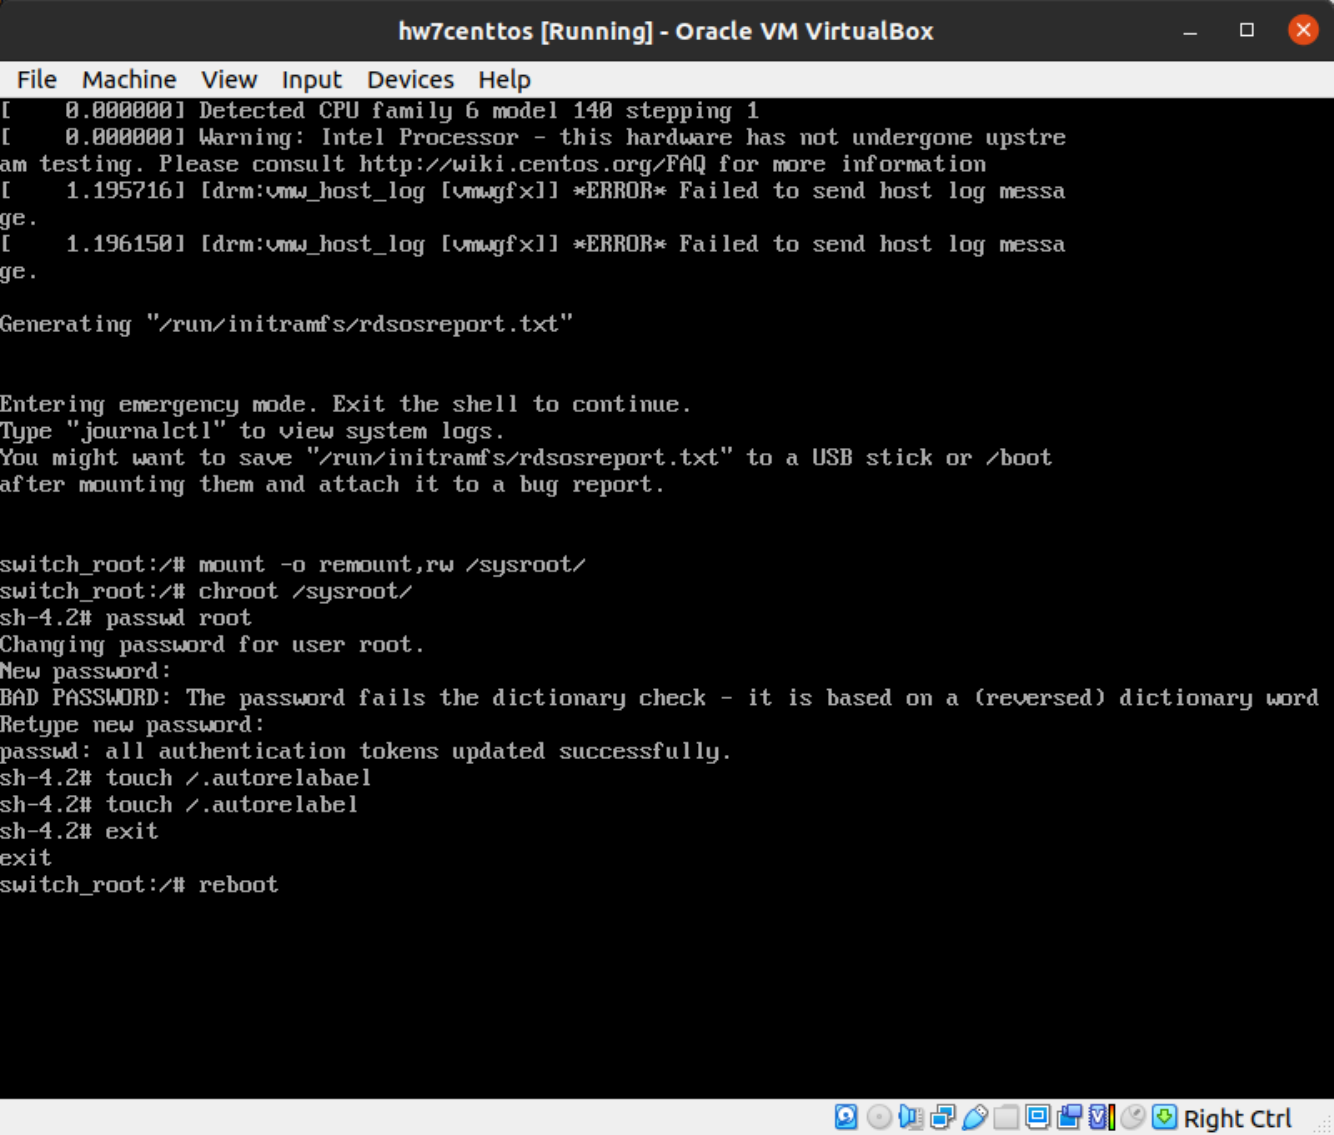 hw7centtos [Running] - Oracle VM VirtualBox
File Machine View Input Devices Help
[    0.000000] Detected CPU family 6 model 140 stepping 1
[    0.000000] Warning: Intel Processor - this hardware has not undergone upstre
am testing. Please consult http://wiki.centos.org/FAQ for more information
[    1.195716] [drm:vmw_host_log [vmwgfx]] *ERROR* Failed to send host log messa
ge.
[    1.196150] [drm:vmw_host_log [vmwgfx]] *ERROR* Failed to send host log messa
ge.
Generating "/run/initramfs/rdsosreport.txt"
Entering emergency mode. Exit the shell to continue.
Type "journalctl" to view system logs.
You might want to save "/run/initramfs/rdsosreport.txt" to a USB stick or /boot
after mounting them and attach it to a bug report.
switch_root:/# mount -o remount,rw /sysroot/
switch_root:/# chroot /sysroot/
sh-4.2# passwd root
Changing password for user root.
New password:
BAD PASSWORD: The password fails the dictionary check - it is based on a (reversed) dictionary word
Retype new password:
passwd: all authentication tokens updated successfully.
sh-4.2# touch /.autorelabael
sh-4.2# touch /.autorelabel
sh-4.2# exit
exit
switch_root:/# reboot
Right Ctrl